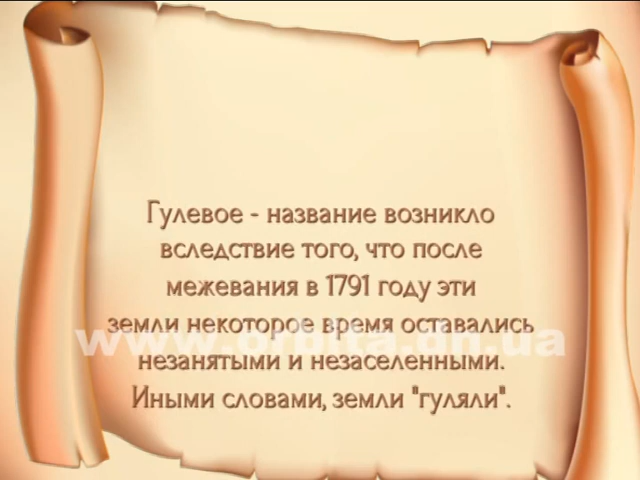 Гулевое - название возникло
вследствие того, что после
межевания в 1791 году эти
земли некоторое время оставались
www.orbita.dn.ua
незанятыми и незаселенными.
Иными словами, земли "гуляли".